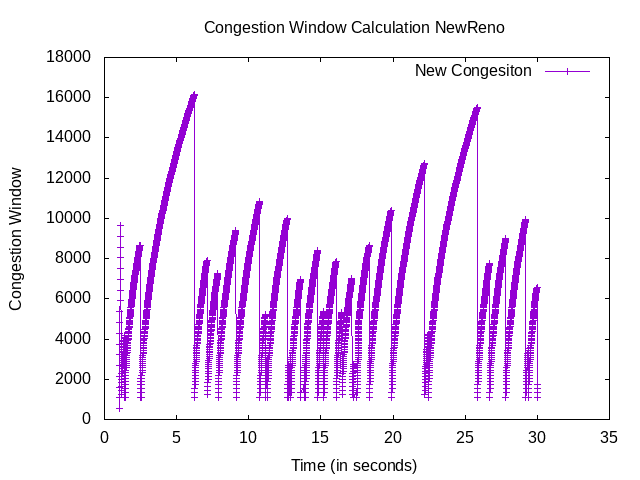 Congestion Window Calculation NewReno
New Congesiton
Congestion Window
18000
16000
14000
12000
10000
8000
6000
4000
2000
0
0 5 10 15 20 25 30 35
Time (in seconds)